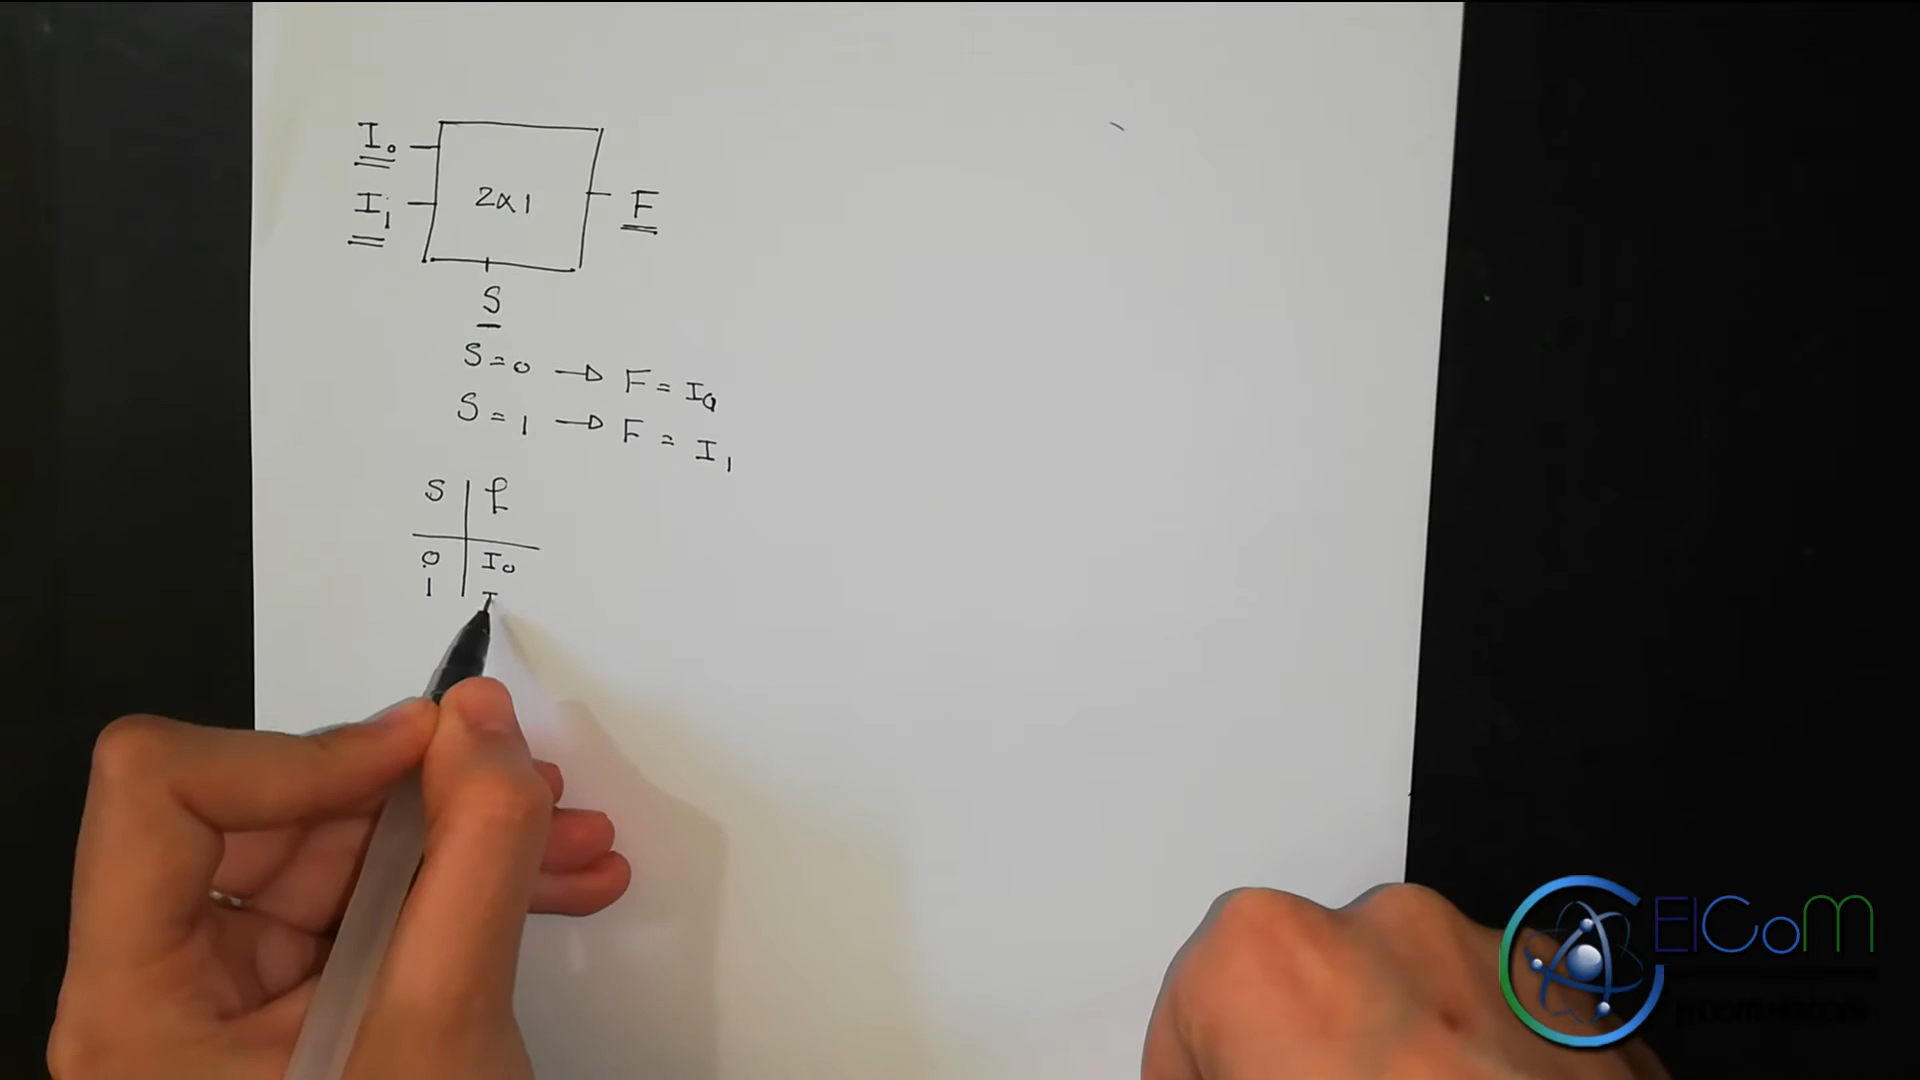 I₀
I₁
2x1
F
S
S=0 → F = I₀
S = 1 → F = I₁
S f
0 I₀
1 I
ElCoM